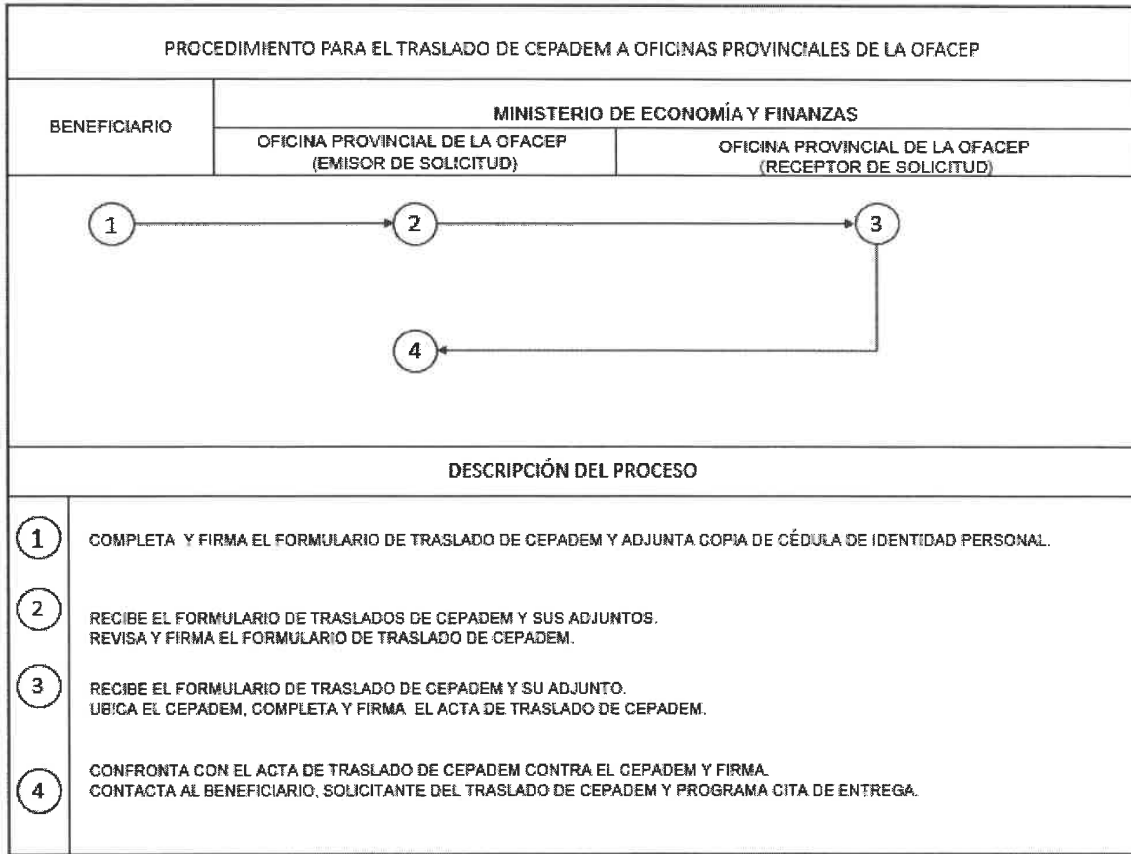 PROCEDIMIENTO PARA EL TRASLADO DE CEPADEM A OFICINAS PROVINCIALES DE LA OFACEP
BENEFICIARIO
MINISTERIO DE ECONOMÍA Y FINANZAS
OFICINA PROVINCIAL DE LA OFACEP
(EMISOR DE SOLICITUD)
OFICINA PROVINCIAL DE LA OFACEP
(RECEPTOR DE SOLICITUD)
1
2
3
4
DESCRIPCIÓN DEL PROCESO
1
COMPLETA Y FIRMA EL FORMULARIO DE TRASLADO DE CEPADEM Y ADJUNTA COPIA DE CÉDULA DE IDENTIDAD PERSONAL.
2
RECIBE EL FORMULARIO DE TRASLADOS DE CEPADEM Y SUS ADJUNTOS.
REVISA Y FIRMA EL FORMULARIO DE TRASLADO DE CEPADEM.
3
RECIBE EL FORMULARIO DE TRASLADO DE CEPADEM Y SU ADJUNTO.
UBICA EL CEPADEM, COMPLETA Y FIRMA EL ACTA DE TRASLADO DE CEPADEM.
4
CONFRONTA CON EL ACTA DE TRASLADO DE CEPADEM CONTRA EL CEPADEM Y FIRMA.
CONTACTA AL BENEFICIARIO, SOLICITANTE DEL TRASLADO DE CEPADEM Y PROGRAMA CITA DE ENTREGA.